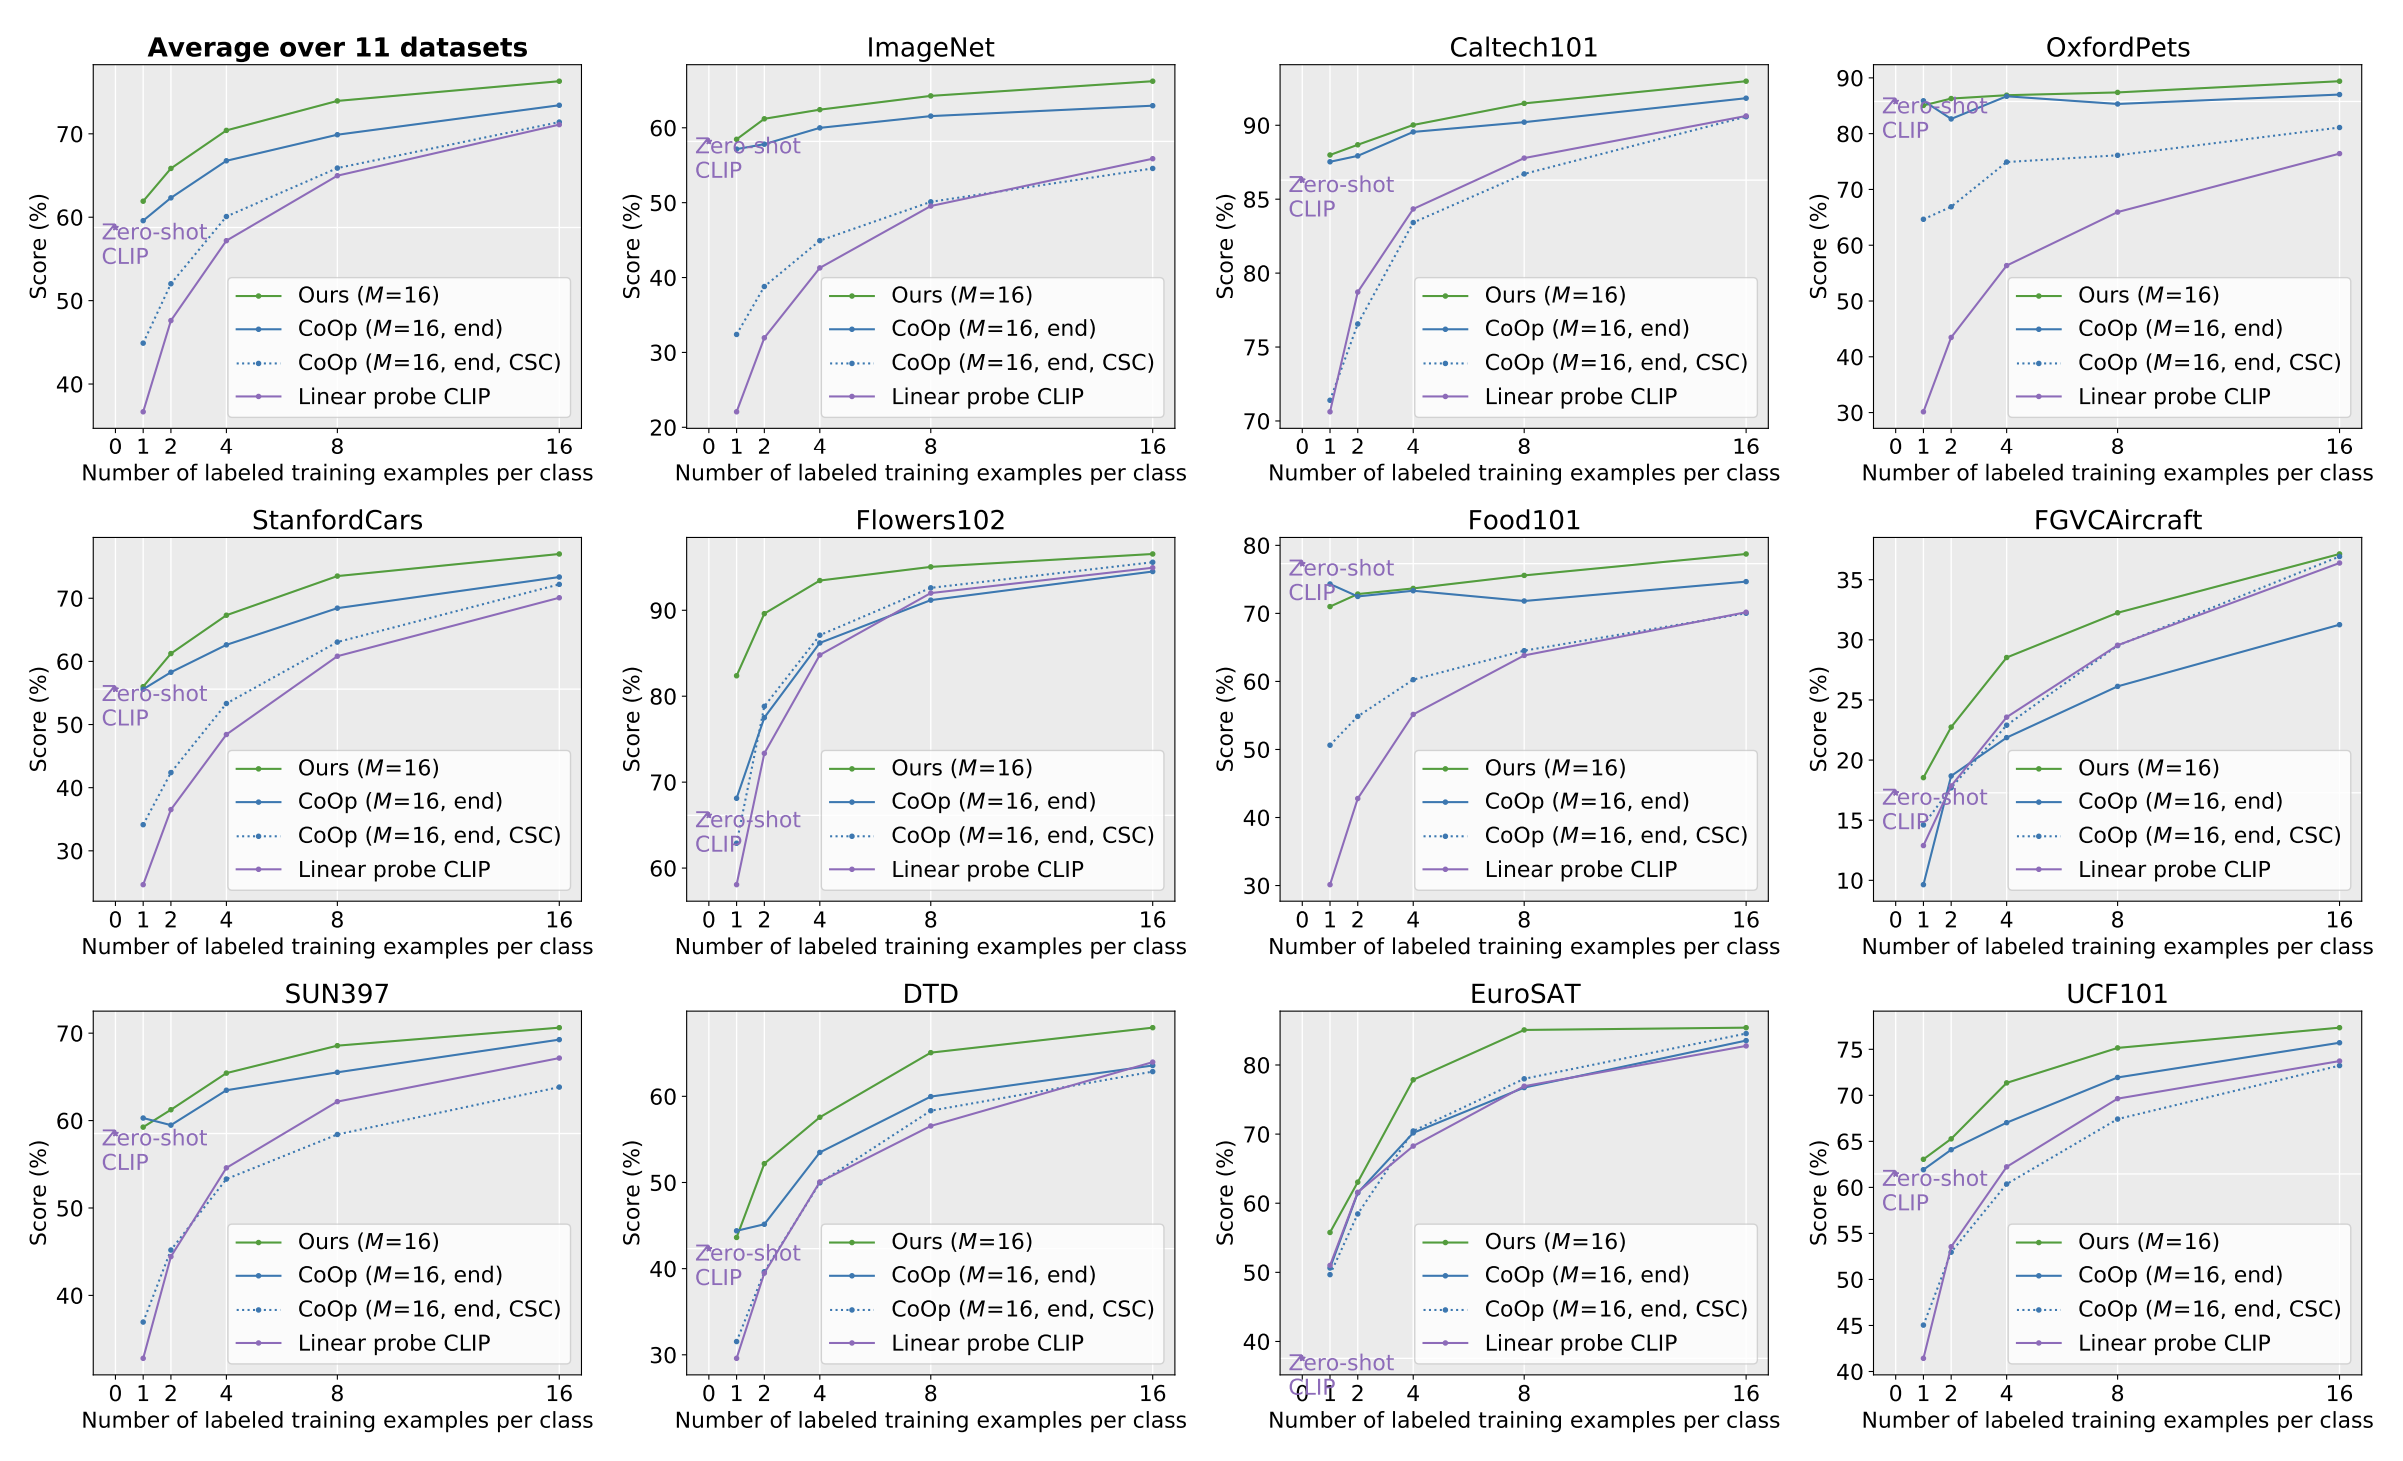 Average over 11 datasets
Score (%)
70
60
50
40
Zero-shot
CLIP
Ours (M=16)
CoOp (M=16, end)
CoOp (M=16, end, CSC)
Linear probe CLIP
0 1 2 4 8 16
Number of labeled training examples per class
ImageNet
Score (%)
60
50
40
30
20
Zero-shot
CLIP
Ours (M=16)
CoOp (M=16, end)
CoOp (M=16, end, CSC)
Linear probe CLIP
0 1 2 4 8 16
Number of labeled training examples per class
Caltech101
Score (%)
90
85
80
75
70
Zero-shot
CLIP
Ours (M=16)
CoOp (M=16, end)
CoOp (M=16, end, CSC)
Linear probe CLIP
0 1 2 4 8 16
Number of labeled training examples per class
OxfordPets
Score (%)
90
80
70
60
50
40
30
Zero-shot
CLIP
Ours (M=16)
CoOp (M=16, end)
CoOp (M=16, end, CSC)
Linear probe CLIP
0 1 2 4 8 16
Number of labeled training examples per class
StanfordCars
Score (%)
70
60
50
40
30
Zero-shot
CLIP
Ours (M=16)
CoOp (M=16, end)
CoOp (M=16, end, CSC)
Linear probe CLIP
0 1 2 4 8 16
Number of labeled training examples per class
Flowers102
Score (%)
90
80
70
60
Zero-shot
CLIP
Ours (M=16)
CoOp (M=16, end)
CoOp (M=16, end, CSC)
Linear probe CLIP
0 1 2 4 8 16
Number of labeled training examples per class
Food101
Score (%)
80
70
60
50
40
30
Zero-shot
CLIP
Ours (M=16)
CoOp (M=16, end)
CoOp (M=16, end, CSC)
Linear probe CLIP
0 1 2 4 8 16
Number of labeled training examples per class
FGVCAircraft
Score (%)
35
30
25
20
15
10
Zero-shot
CLIP
Ours (M=16)
CoOp (M=16, end)
CoOp (M=16, end, CSC)
Linear probe CLIP
0 1 2 4 8 16
Number of labeled training examples per class
SUN397
Score (%)
70
60
50
40
Zero-shot
CLIP
Ours (M=16)
CoOp (M=16, end)
CoOp (M=16, end, CSC)
Linear probe CLIP
0 1 2 4 8 16
Number of labeled training examples per class
DTD
Score (%)
60
50
40
30
Zero-shot
CLIP
Ours (M=16)
CoOp (M=16, end)
CoOp (M=16, end, CSC)
Linear probe CLIP
0 1 2 4 8 16
Number of labeled training examples per class
EuroSAT
Score (%)
80
70
60
50
40
Zero-shot
CLIP
Ours (M=16)
CoOp (M=16, end)
CoOp (M=16, end, CSC)
Linear probe CLIP
0 1 2 4 8 16
Number of labeled training examples per class
UCF101
Score (%)
75
70
65
60
55
50
45
40
Zero-shot
CLIP
Ours (M=16)
CoOp (M=16, end)
CoOp (M=16, end, CSC)
Linear probe CLIP
0 1 2 4 8 16
Number of labeled training examples per class